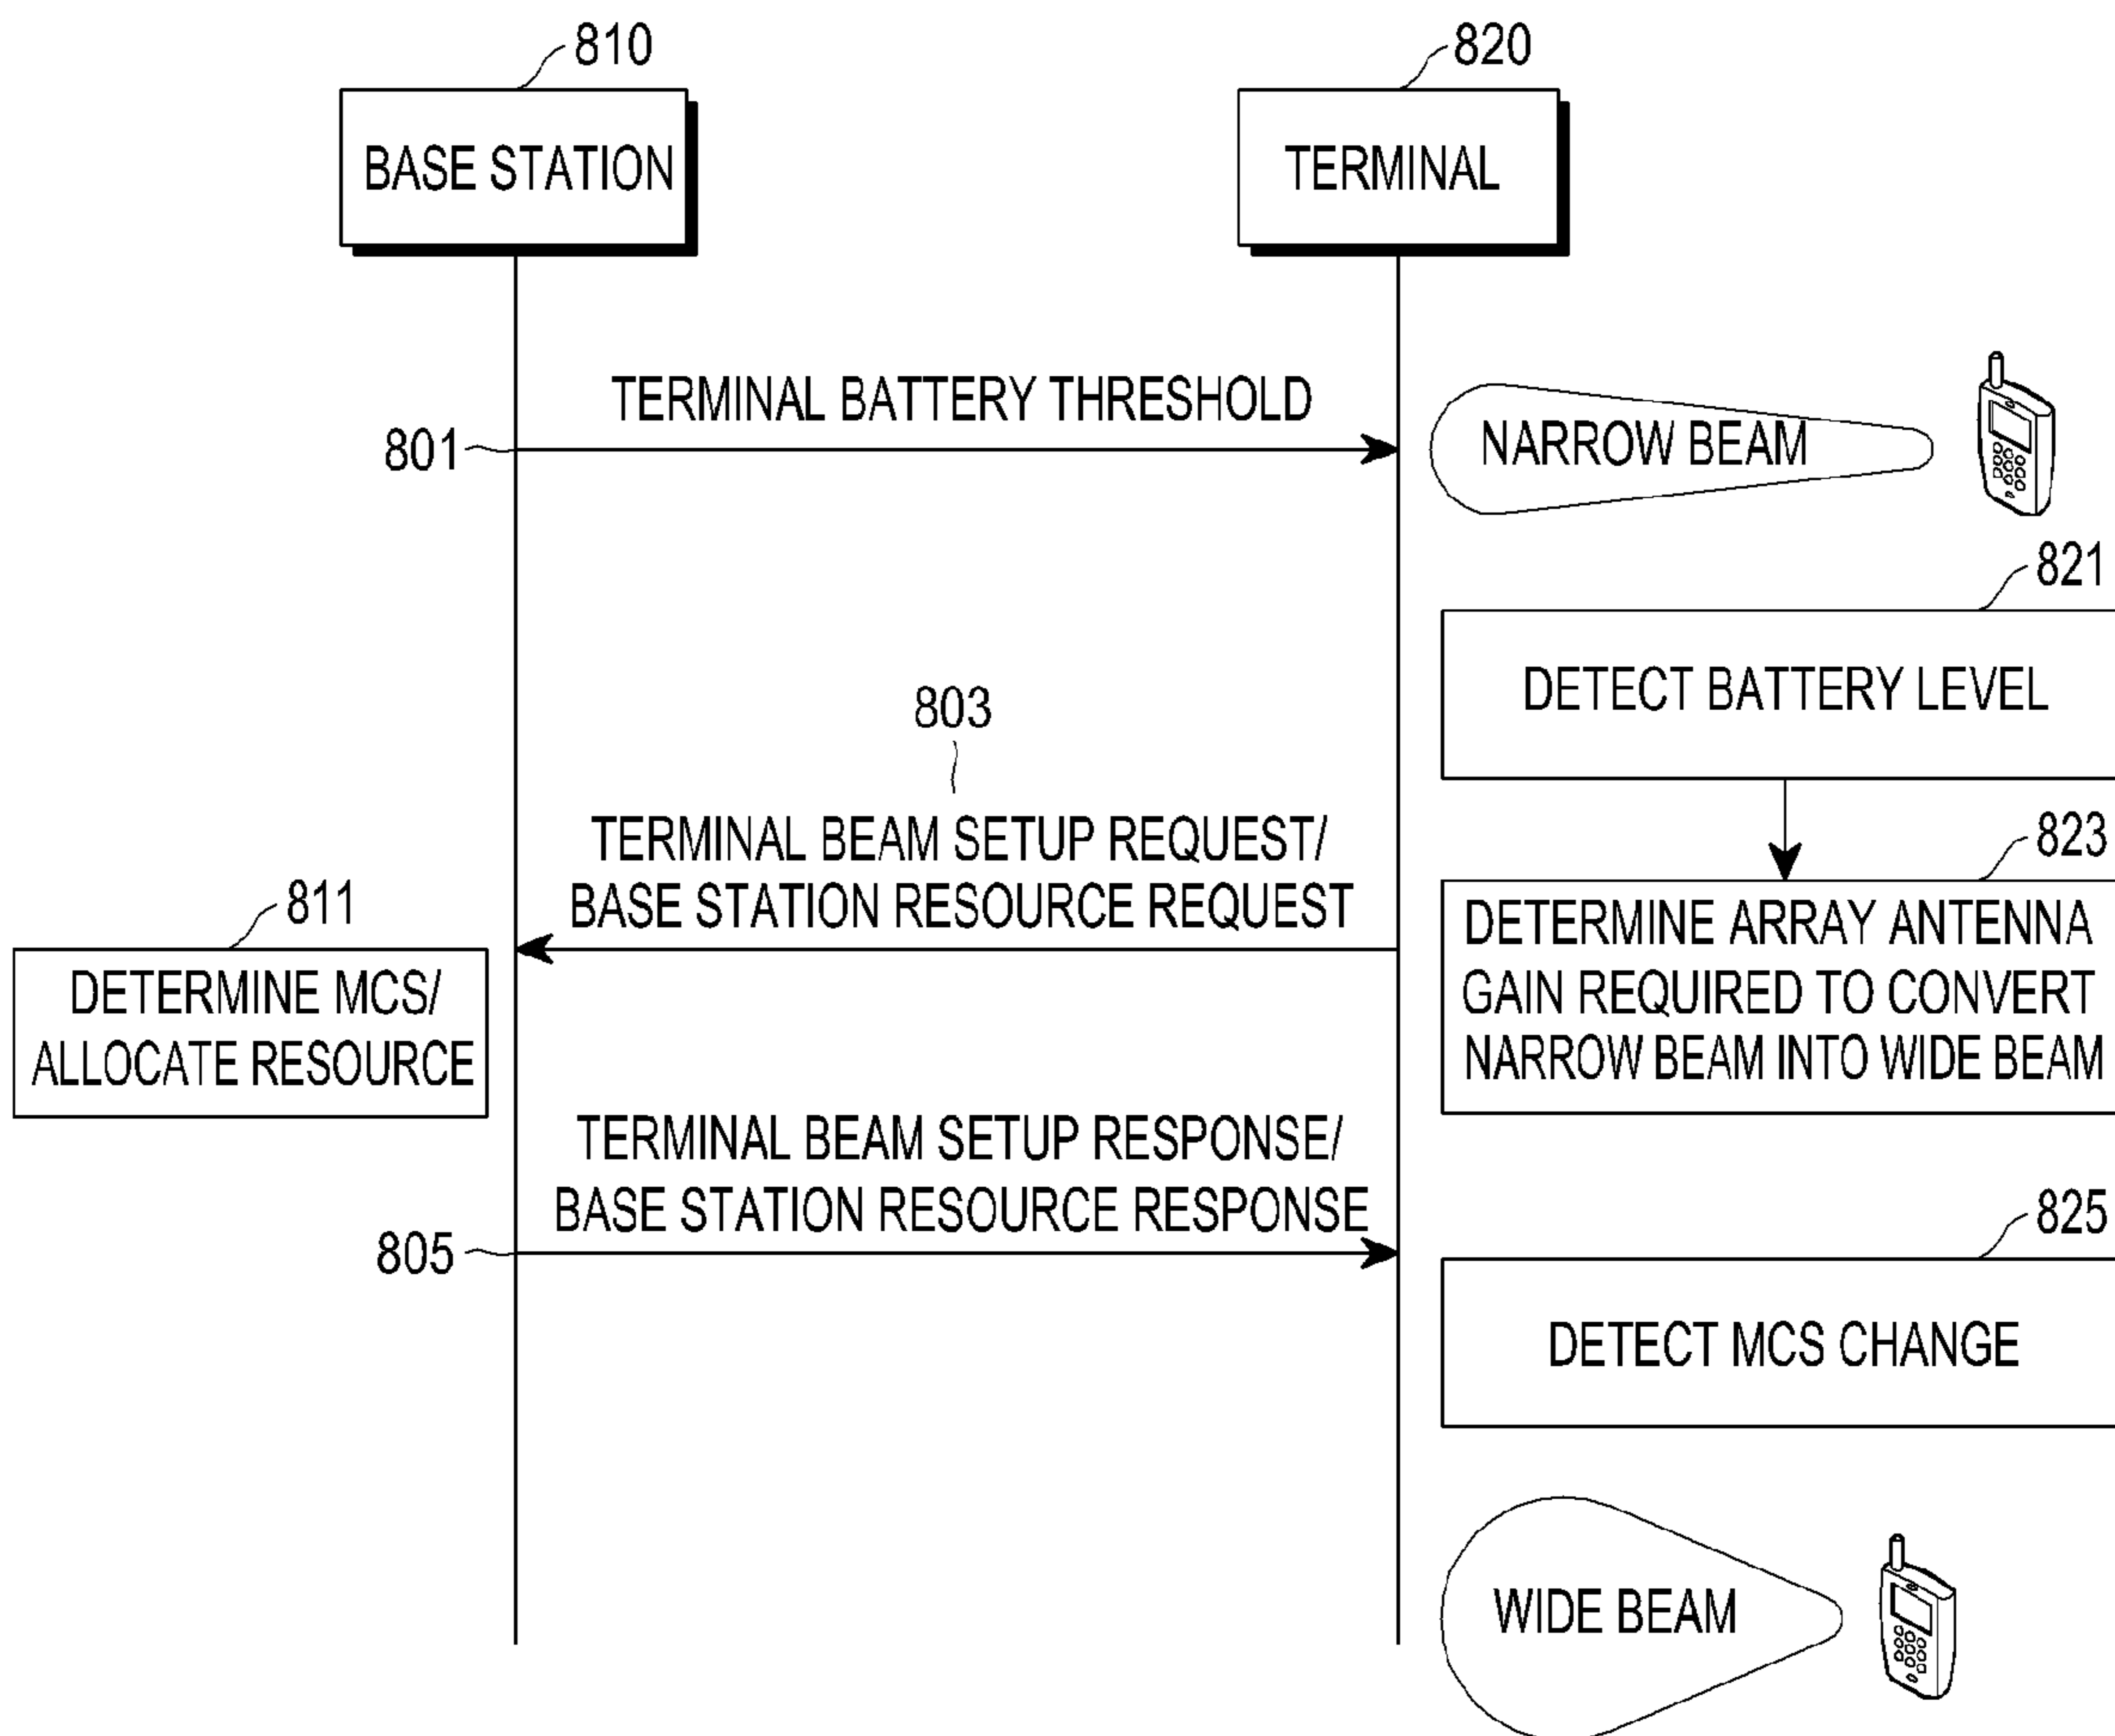 810
820
BASE STATION
TERMINAL
TERMINAL BATTERY THRESHOLD
801
NARROW BEAM
821
DETECT BATTERY LEVEL
803
TERMINAL BEAM SETUP REQUEST/
BASE STATION RESOURCE REQUEST
823
DETERMINE ARRAY ANTENNA
GAIN REQUIRED TO CONVERT
NARROW BEAM INTO WIDE BEAM
811
DETERMINE MCS/
ALLOCATE RESOURCE
TERMINAL BEAM SETUP RESPONSE/
BASE STATION RESOURCE RESPONSE
805
825
DETECT MCS CHANGE
WIDE BEAM